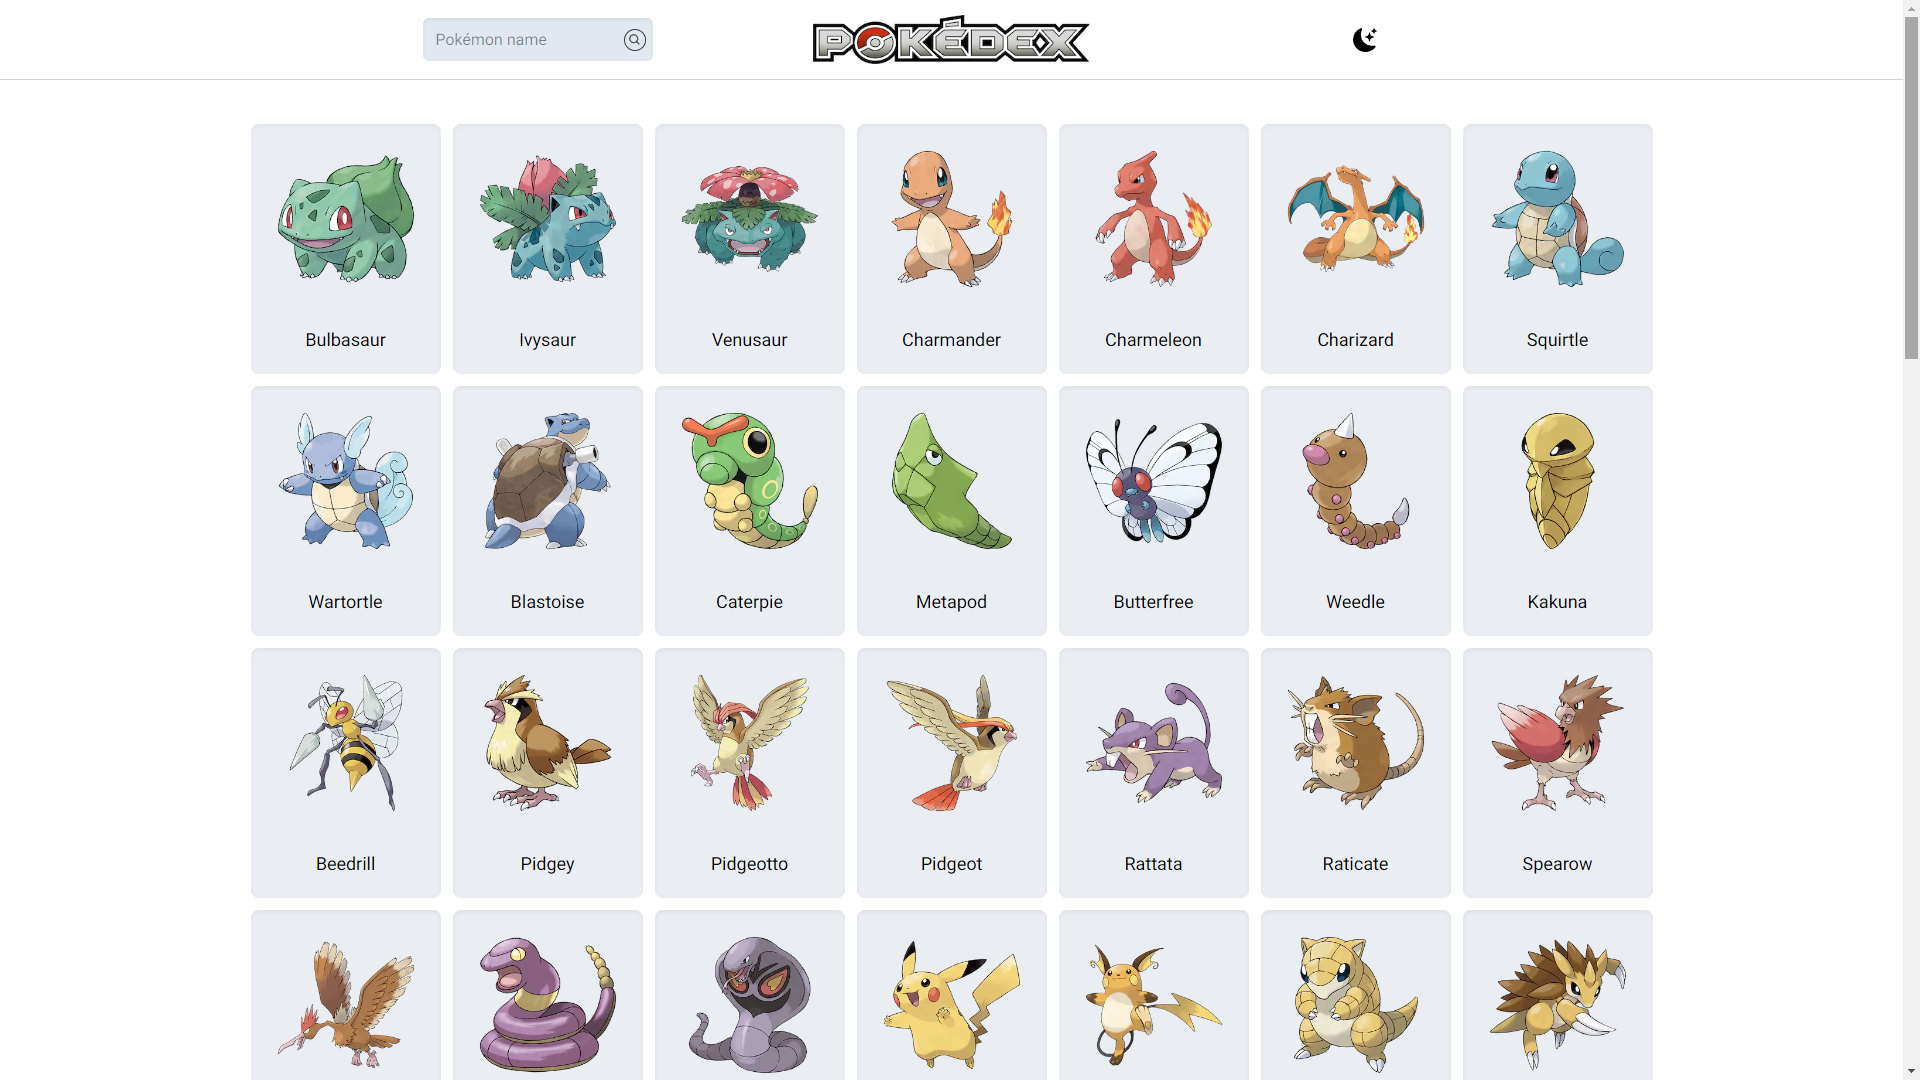 Pokémon name
POKÉDEX
Bulbasaur
Ivysaur
Venusaur
Charmander
Charmeleon
Charizard
Squirtle
Wartortle
Blastoise
Caterpie
Metapod
Butterfree
Weedle
Kakuna
Beedrill
Pidgey
Pidgeotto
Pidgeot
Rattata
Raticate
Spearow